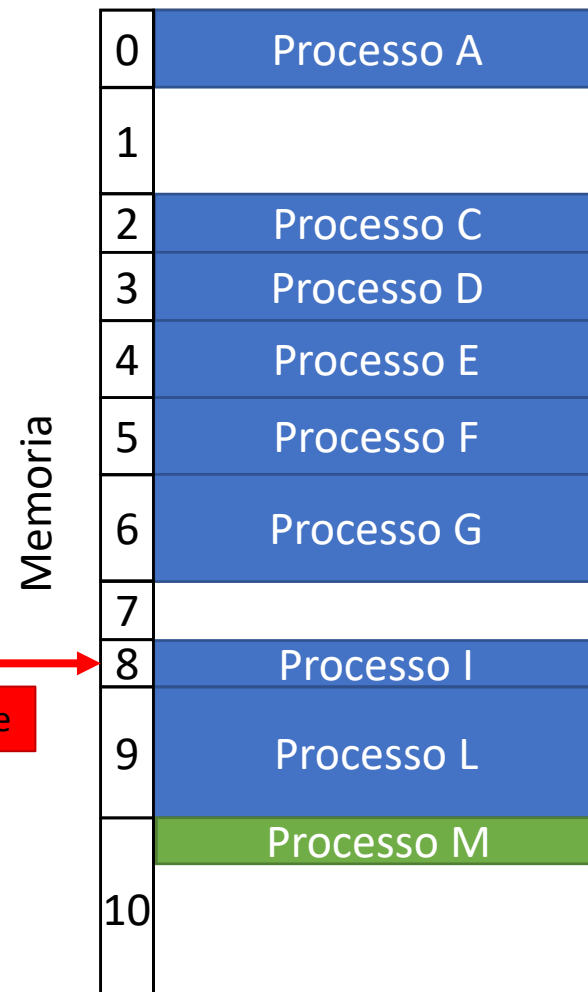 Memoria
0 Processo A
1
2 Processo C
3 Processo D
4 Processo E
5 Processo F
6 Processo G
7
8 Processo I
e
9 Processo L
Processo M
10